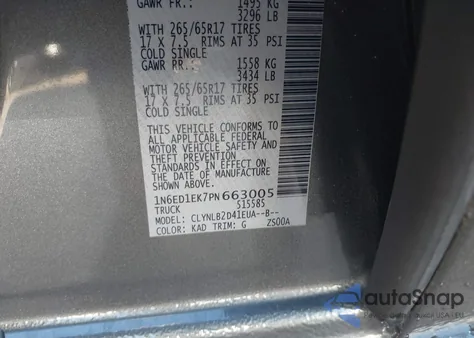 GAWR FR.: 1495 KG
3296 LB
WITH 265/65R17 TIRES
17 X 7.5 RIMS AT 35 PSI
COLD SINGLE
GAWR RR.: 1558 KG
3434 LB
WITH 265/65R17 TIRES
17 X 7.5 RIMS AT 35 PSI
COLD SINGLE
THIS VEHICLE CONFORMS TO
ALL APPLICABLE FEDERAL
MOTOR VEHICLE SAFETY
AND THEFT PREVENTION
STANDARDS IN EFFECT ON
THE DATE OF MANUFACTURE
SHOWN ABOVE.
1N6ED1EK7PN663005
TRUCK 515585
MODEL: CLYNLB2D41EUA--B--
COLOR: KAD TRIM: G ZS00A
autoSnap